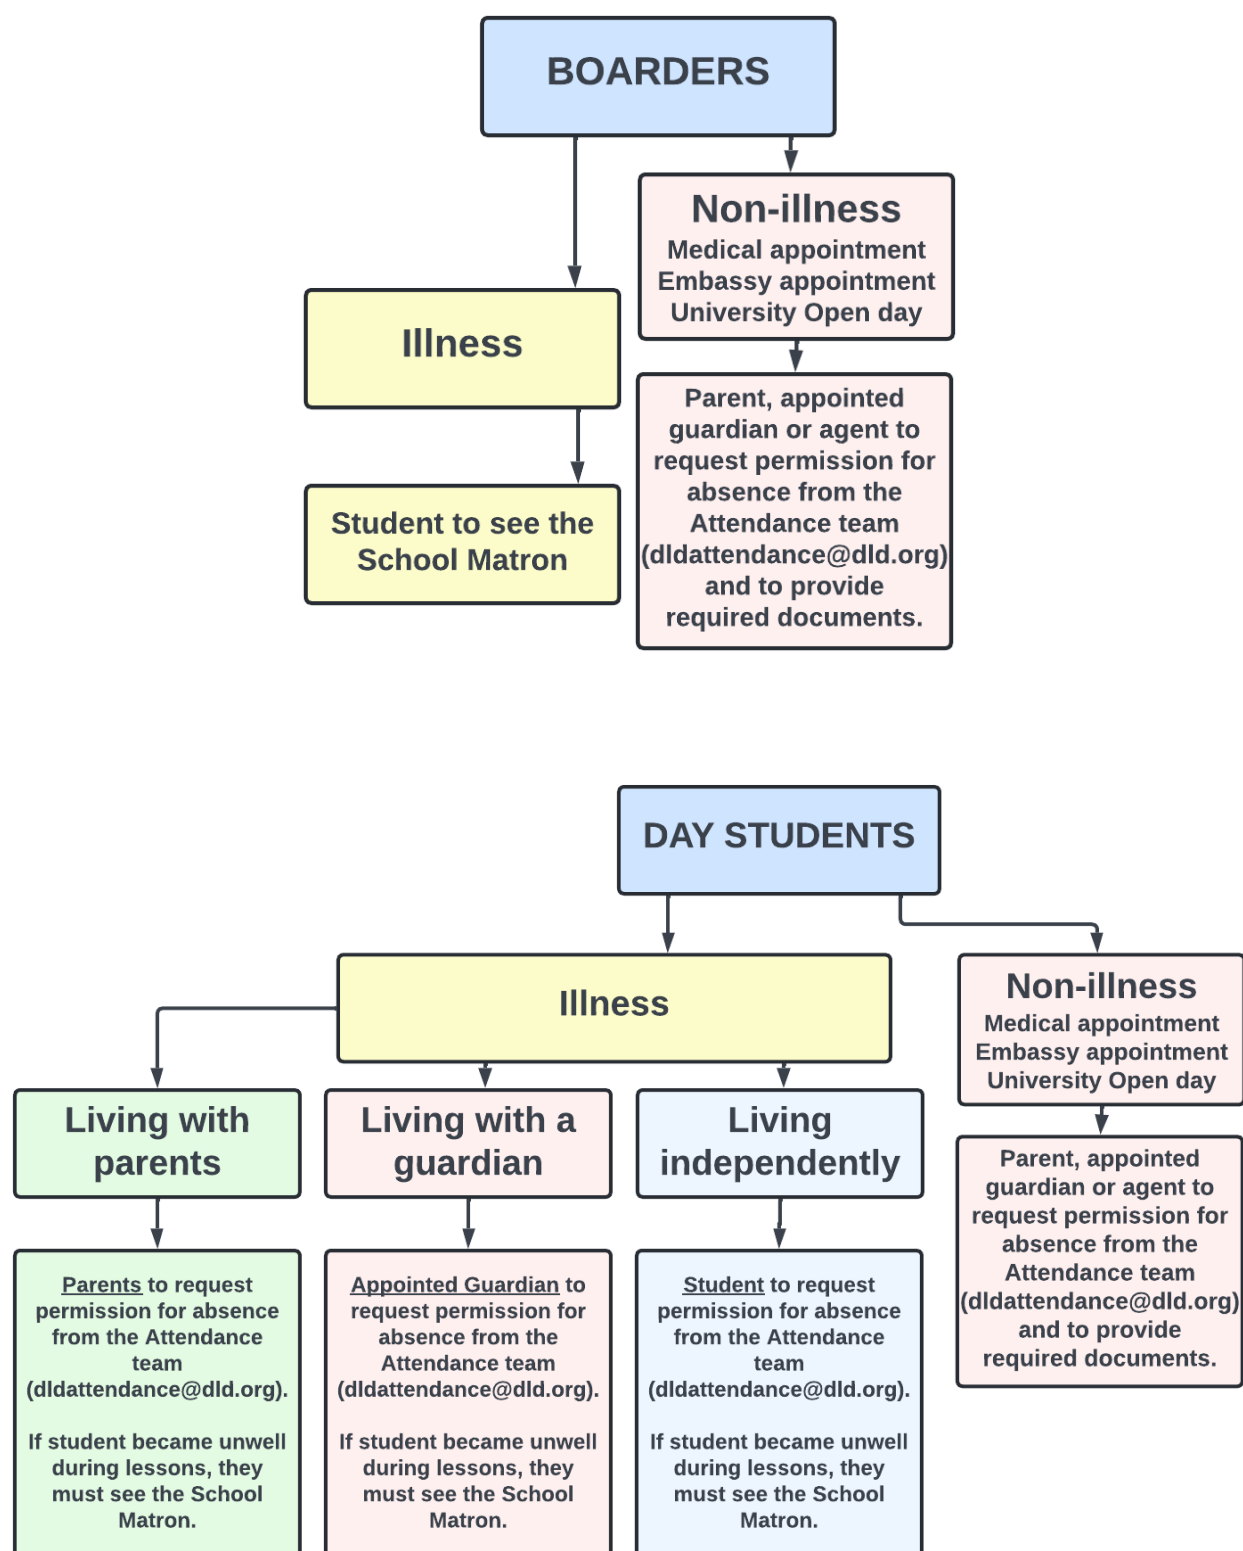 BOARDERS
Non-illness
Medical appointment
Embassy appointment
University Open day
Illness
Parent, appointed
guardian or agent to
request permission for
absence from the
Attendance team
(dldattendance@dld.org)
and to provide
required documents.
Student to see the
School Matron
DAY STUDENTS
Illness
Non-illness
Medical appointment
Embassy appointment
University Open day
Living with
parents
Living with a
guardian
Living
independently
Parent, appointed
guardian or agent to
request permission for
absence from the
Attendance team
(dldattendance@dld.org)
and to provide
required documents.
Parents to request
permission for absence
from the Attendance
team
(dldattendance@dld.org).
If student became unwell
during lessons, they
must see the School
Matron.
Appointed Guardian to
request permission for
absence from the
Attendance team
(dldattendance@dld.org).
If student became unwell
during lessons, they
must see the School
Matron.
Student to request
permission for absence
from the Attendance
team
(dldattendance@dld.org).
If student became unwell
during lessons, they
must see the School
Matron.